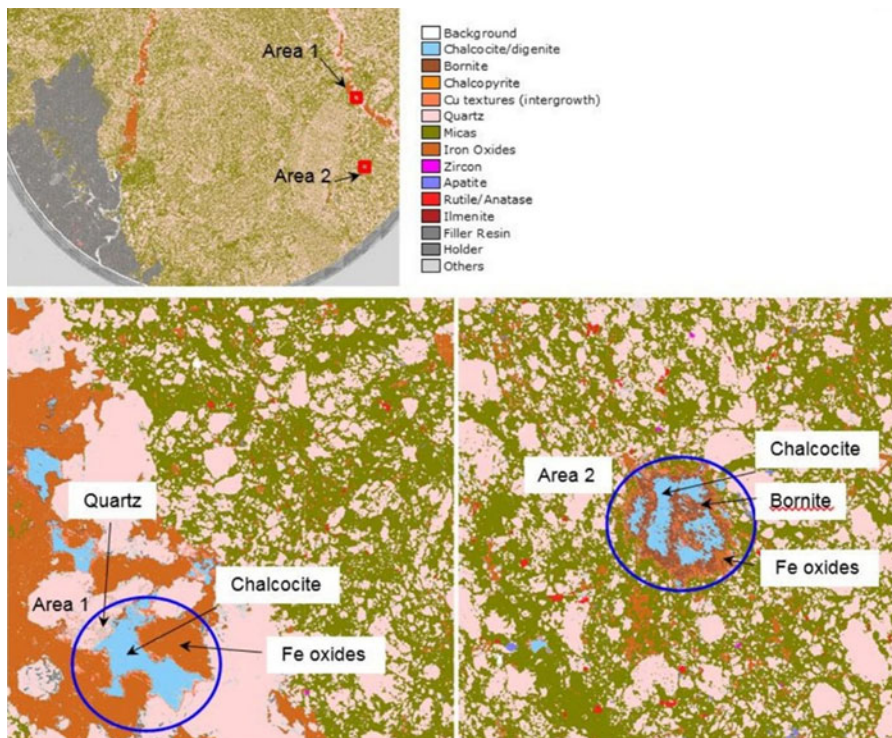 Area 1
Area 2
Background
Chalcocite/digenite
Bornite
Chalcopyrite
Cu textures (intergrowth)
Quartz
Micas
Iron Oxides
Zircon
Apatite
Rutile/Anatase
Ilmenite
Filler Resin
Holder
Others
Quartz
Chalcocite
Area 1
Fe oxides
Chalcocite
Area 2
Bornite
Fe oxides